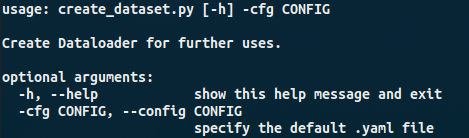 usage: create_dataset.py [-h] -cfg CONFIG
Create Dataloader for further uses.
optional arguments:
-h, --help show this help message and exit
-cfg CONFIG, --config CONFIG
specify the default .yaml file